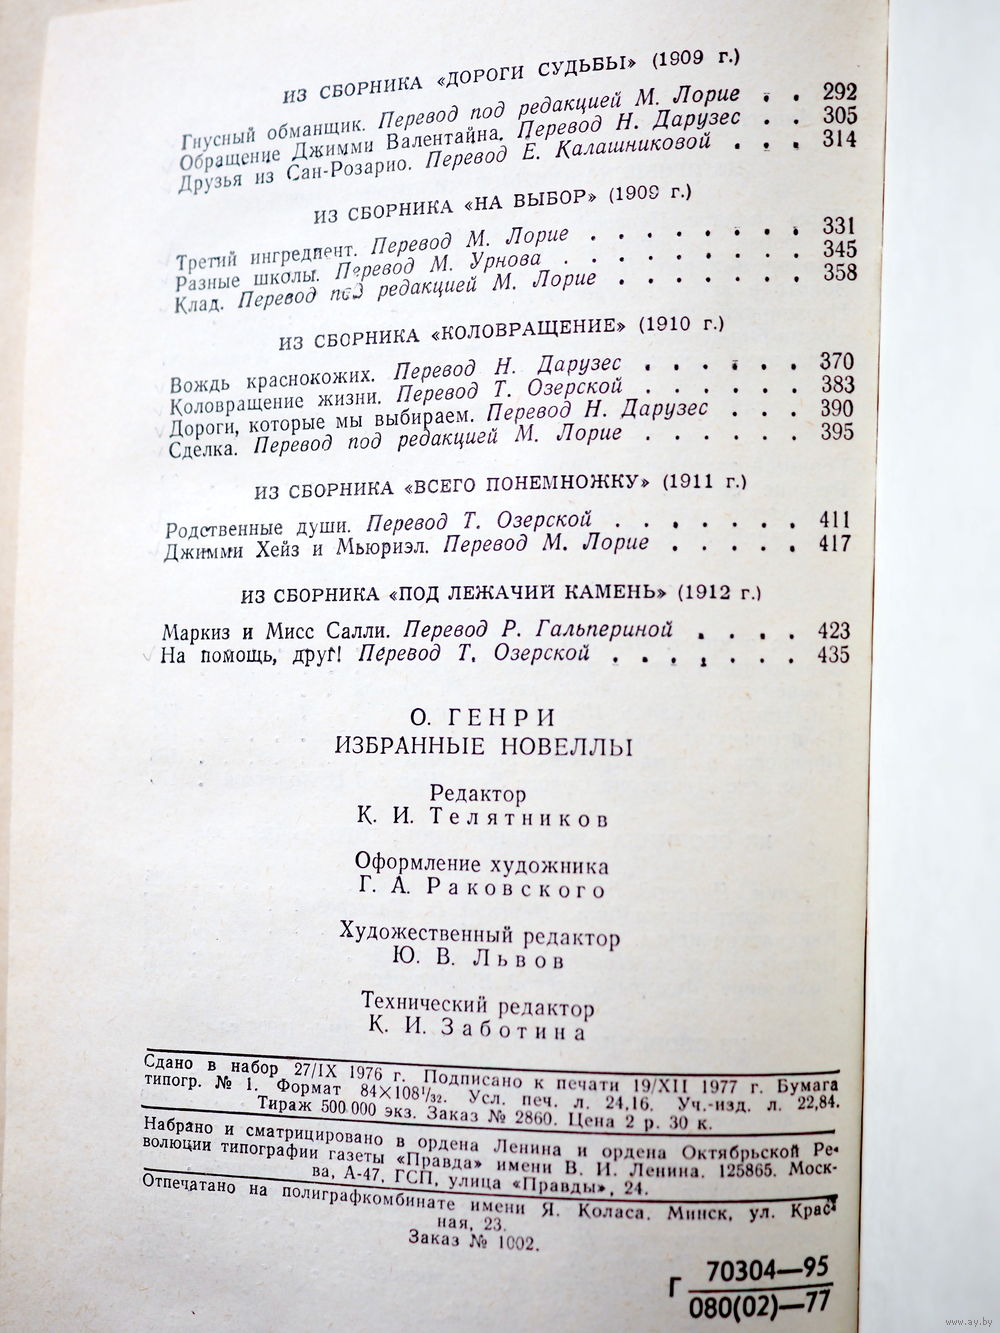 ИЗ СБОРНИКА «ДОРОГИ СУДЬБЫ» (1909 г.)
Гнусный обманщик. Перевод под редакцией М. Лорие . . 292
Обращение Джимми Валентайна. Перевод Н. Дарузес . . 305
Друзья из Сан-Розарио. Перевод Е. Калашниковой . . . 314
ИЗ СБОРНИКА «НА ВЫБОР» (1909 г.)
Третий ингредиент. Перевод М. Лорие . . . . . . . . 331
Разные школы. Перевод М. Урнова . . . . . . . . . 345
Клад. Перевод под редакцией М. Лорие . . . . . . . 358
ИЗ СБОРНИКА «КОЛОВРАЩЕНИЕ» (1910 г.)
Вождь краснокожих. Перевод Н. Дарузес . . . . . . 370
Коловращение жизни. Перевод Т. Озерской . . . . . . 383
Дороги, которые мы выбираем. Перевод Н. Дарузес . . . 390
Сделка. Перевод под редакцией М. Лорие . . . . . . 395
ИЗ СБОРНИКА «ВСЕГО ПОНЕМНОЖКУ» (1911 г.)
Родственные души. Перевод Т. Озерской . . . . . . . 411
Джимми Хейз и Мьюриэл. Перевод М. Лорие . . . . . 417
ИЗ СБОРНИКА «ПОД ЛЕЖАЧИЙ КАМЕНЬ» (1912 г.)
Маркиз и Мисс Салли. Перевод Р. Гальпериной . . . . 423
На помощь, друг! Перевод Т. Озерской . . . . . . . 435
О. ГЕНРИ
ИЗБРАННЫЕ НОВЕЛЛЫ
Редактор
К. И. Телятников
Оформление художника
Г. А. Раковского
Художественный редактор
Ю. В. Львов
Технический редактор
К. И. Заботина
Сдано в набор 27/IX 1976 г. Подписано к печати 19/XII 1977 г. Бумага
типогр. № 1. Формат 84×108¹/₃₂. Усл. печ. л. 24,16. Уч.-изд. л. 22,84.
Тираж 500 000 экз. Заказ № 2860. Цена 2 р. 30 к.
Набрано и сматрицировано в ордена Ленина и ордена Октябрьской Ре-
волюции типографии газеты «Правда» имени В. И. Ленина. 125865. Моск-
ва, А-47, ГСП, улица «Правды», 24.
Отпечатано на полиграфкомбинате имени Я. Коласа. Минск, ул. Крас-
ная, 23.
Заказ № 1002.
Г 70304—95
080(02)—77
www.ay.by